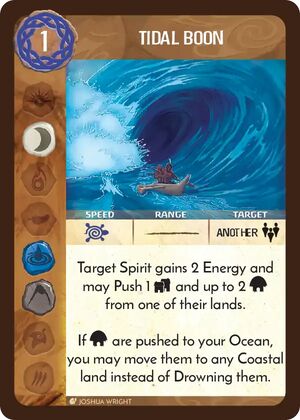 1
TIDAL BOON
SPEED RANGE TARGET
ANOTHER
Target Spirit gains 2 Energy and
may Push 1 and up to 2
from one of their lands.
If are pushed to your Ocean,
you may move them to any Coastal
land instead of Drowning them.
JOSHUA WRIGHT